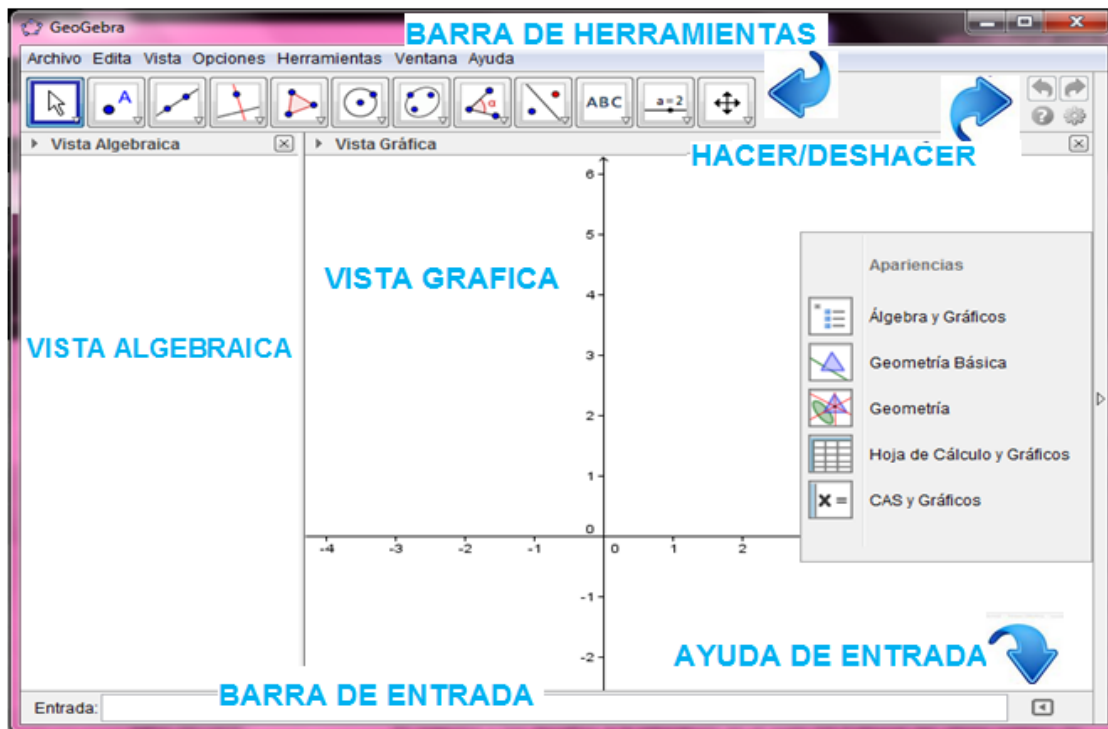 GeoGebra
BARRA DE HERRAMIENTAS
Archivo Edita Vista Opciones Herramientas Ventana Ayuda
A
α
ABC
a=2
HACER/DESHACER
Vista Algebraica
Vista Gráfica
6
5
4
3
2
1
0
-4 -3 -2 -1 0 1 2
-1
-2
VISTA GRAFICA
VISTA ALGEBRAICA
Apariencias
Álgebra y Gráficos
Geometría Básica
Geometría
Hoja de Cálculo y Gráficos
X = CAS y Gráficos
AYUDA DE ENTRADA
BARRA DE ENTRADA
Entrada: